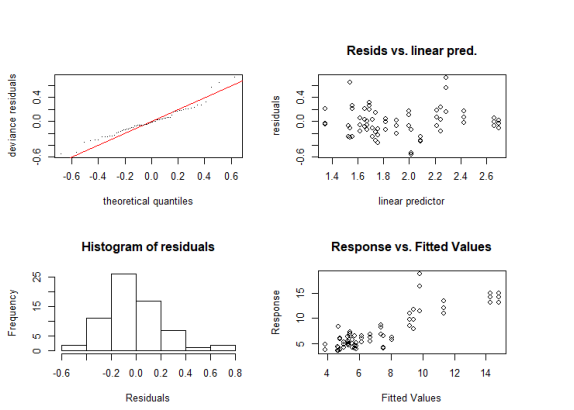 Resids vs. linear pred.
deviance residuals
-0.6 0.0 0.4
-0.6 -0.4 -0.2 0.0 0.2 0.4 0.6
theoretical quantiles
residuals
-0.6 0.0 0.4
1.4 1.6 1.8 2.0 2.2 2.4 2.6
linear predictor
Histogram of residuals
Response vs. Fitted Values
Frequency
0 5 15 25
-0.6 -0.2 0.0 0.2 0.4 0.6 0.8
Residuals
Response
5 10 15
4 6 8 10 12 14
Fitted Values